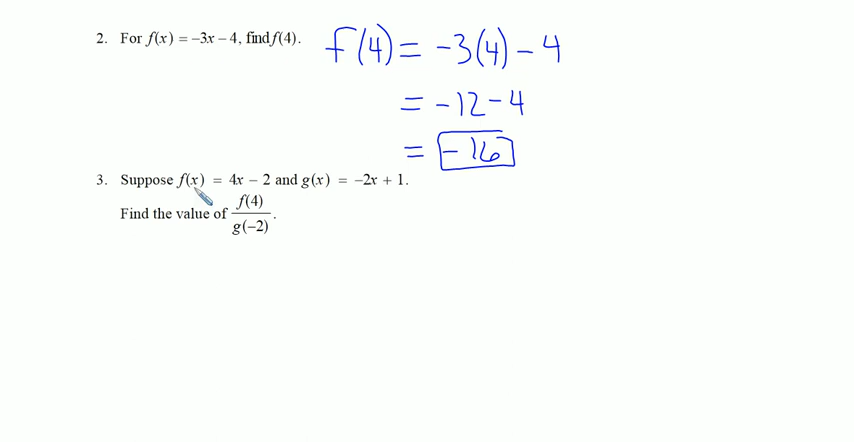 2. For f(x) = –3x – 4, find f(4).
f(4) = -3(4) - 4
= -12 - 4
= -16
3. Suppose f(x) = 4x – 2 and g(x) = –2x + 1.
Find the value of f(4)/g(–2).